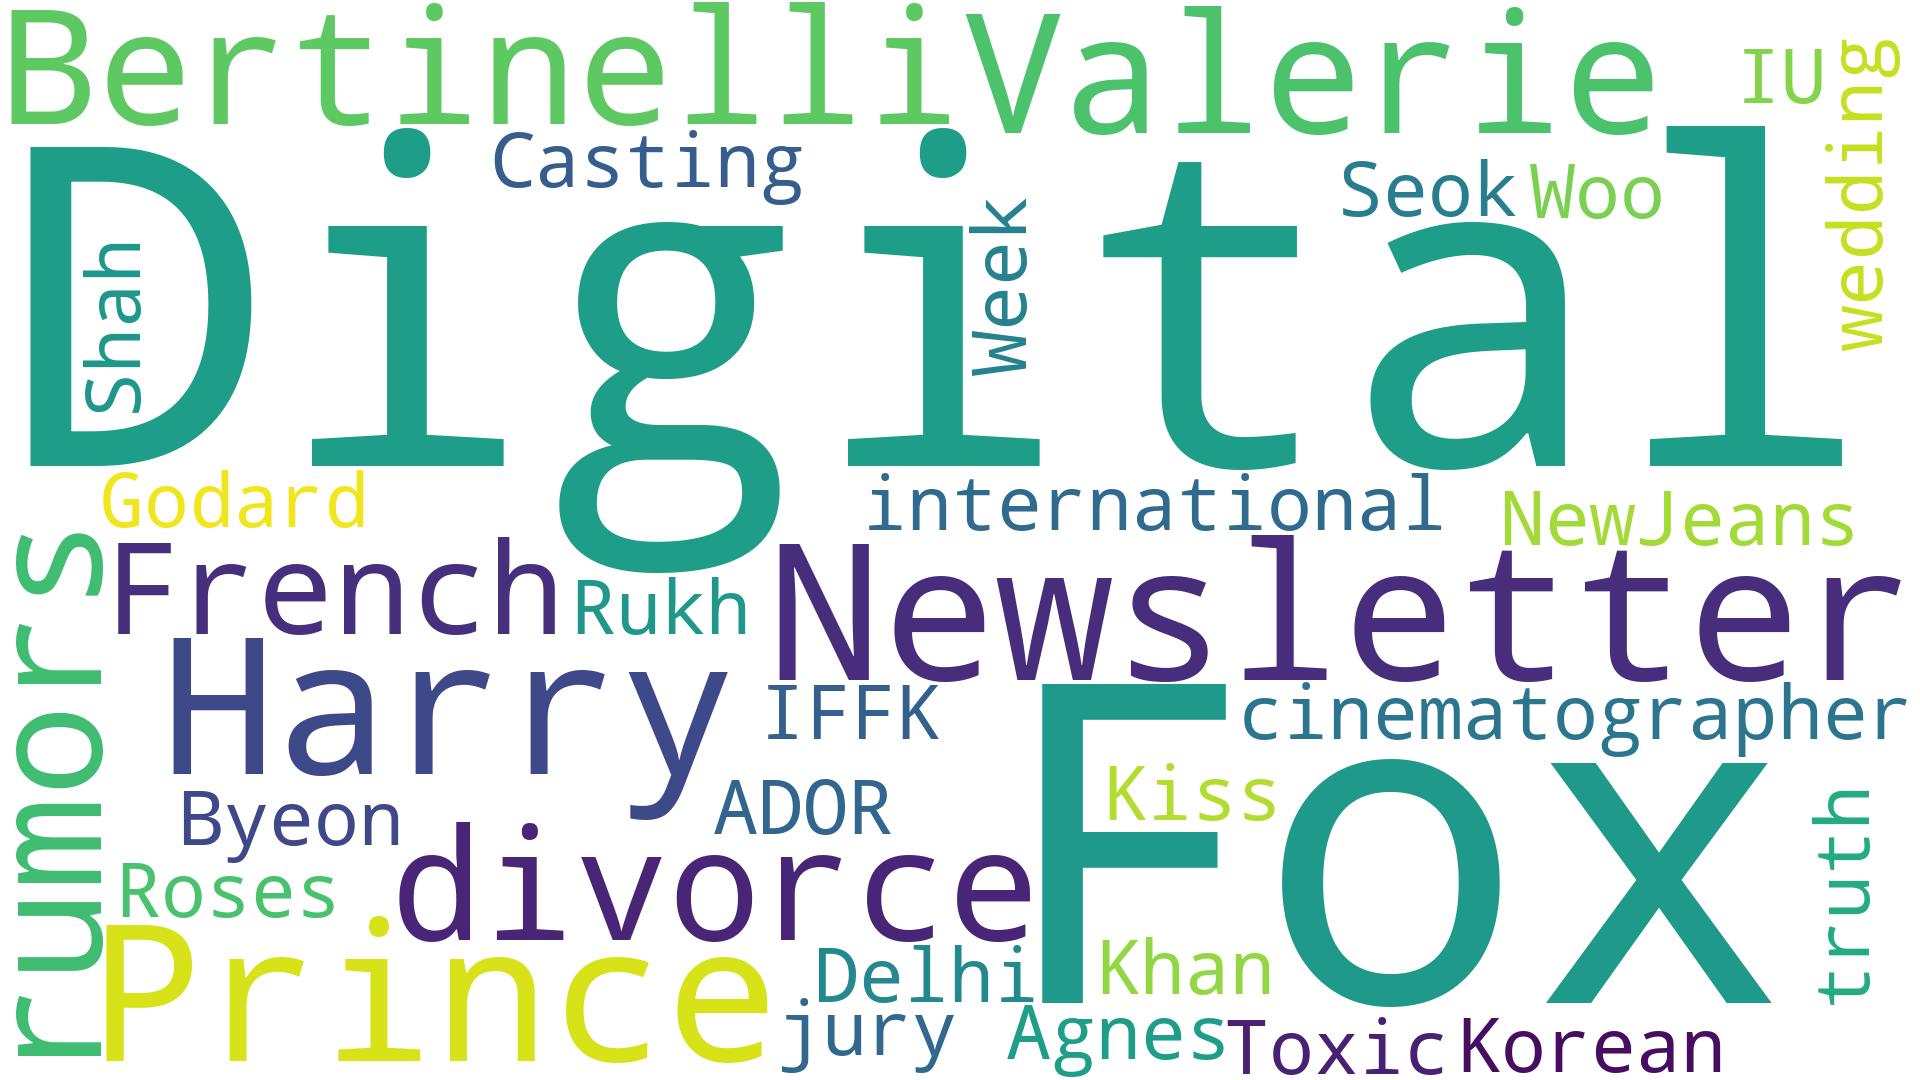 Bertinelli Valerie IU
wedding
Casting
Seok Woo
Digital
Shah
Week
Godard
international
NewJeans
French
Rukh
Newsletter
rumors
Harry
IFFK
cinematographer
Fox
Kiss
ADOR
Byeon
truth
divorce
Roses
Prince
Delhi
Khan
jury
Agnes
Toxic
Korean